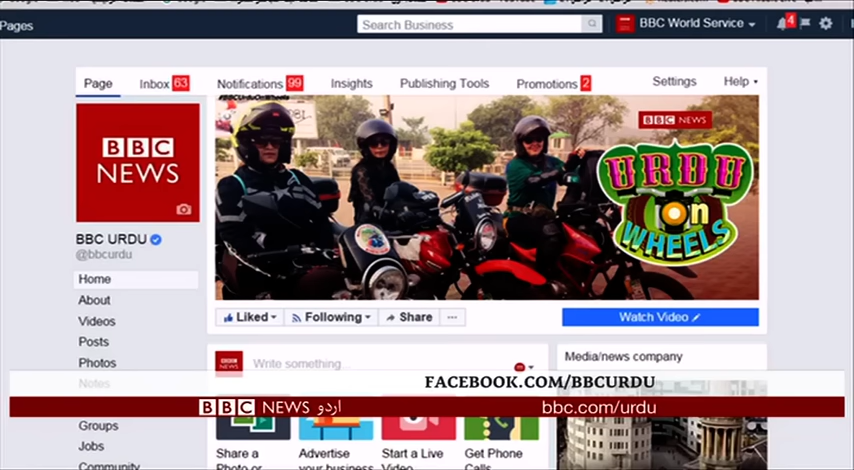 Pages
Search Business
BBC World Service
4
Page
Inbox 63
Notifications 99
Insights
Publishing Tools
Promotions 2
Settings
Help
#BBCUrduOnWheels
BBC NEWS
BBC
NEWS
URDU
on
WHEELS
BBC URDU
@bbcurdu
Home
About
Videos
Posts
Photos
Notes
Groups
Jobs
Community
Liked
Following
Share
Watch Video
Write something...
Media/news company
FACEBOOK.COM/BBCURDU
BBC NEWS اردو
bbc.com/urdu
Share a
Photo or
Advertise
your business
Start a Live
Video
Get Phone
Calls